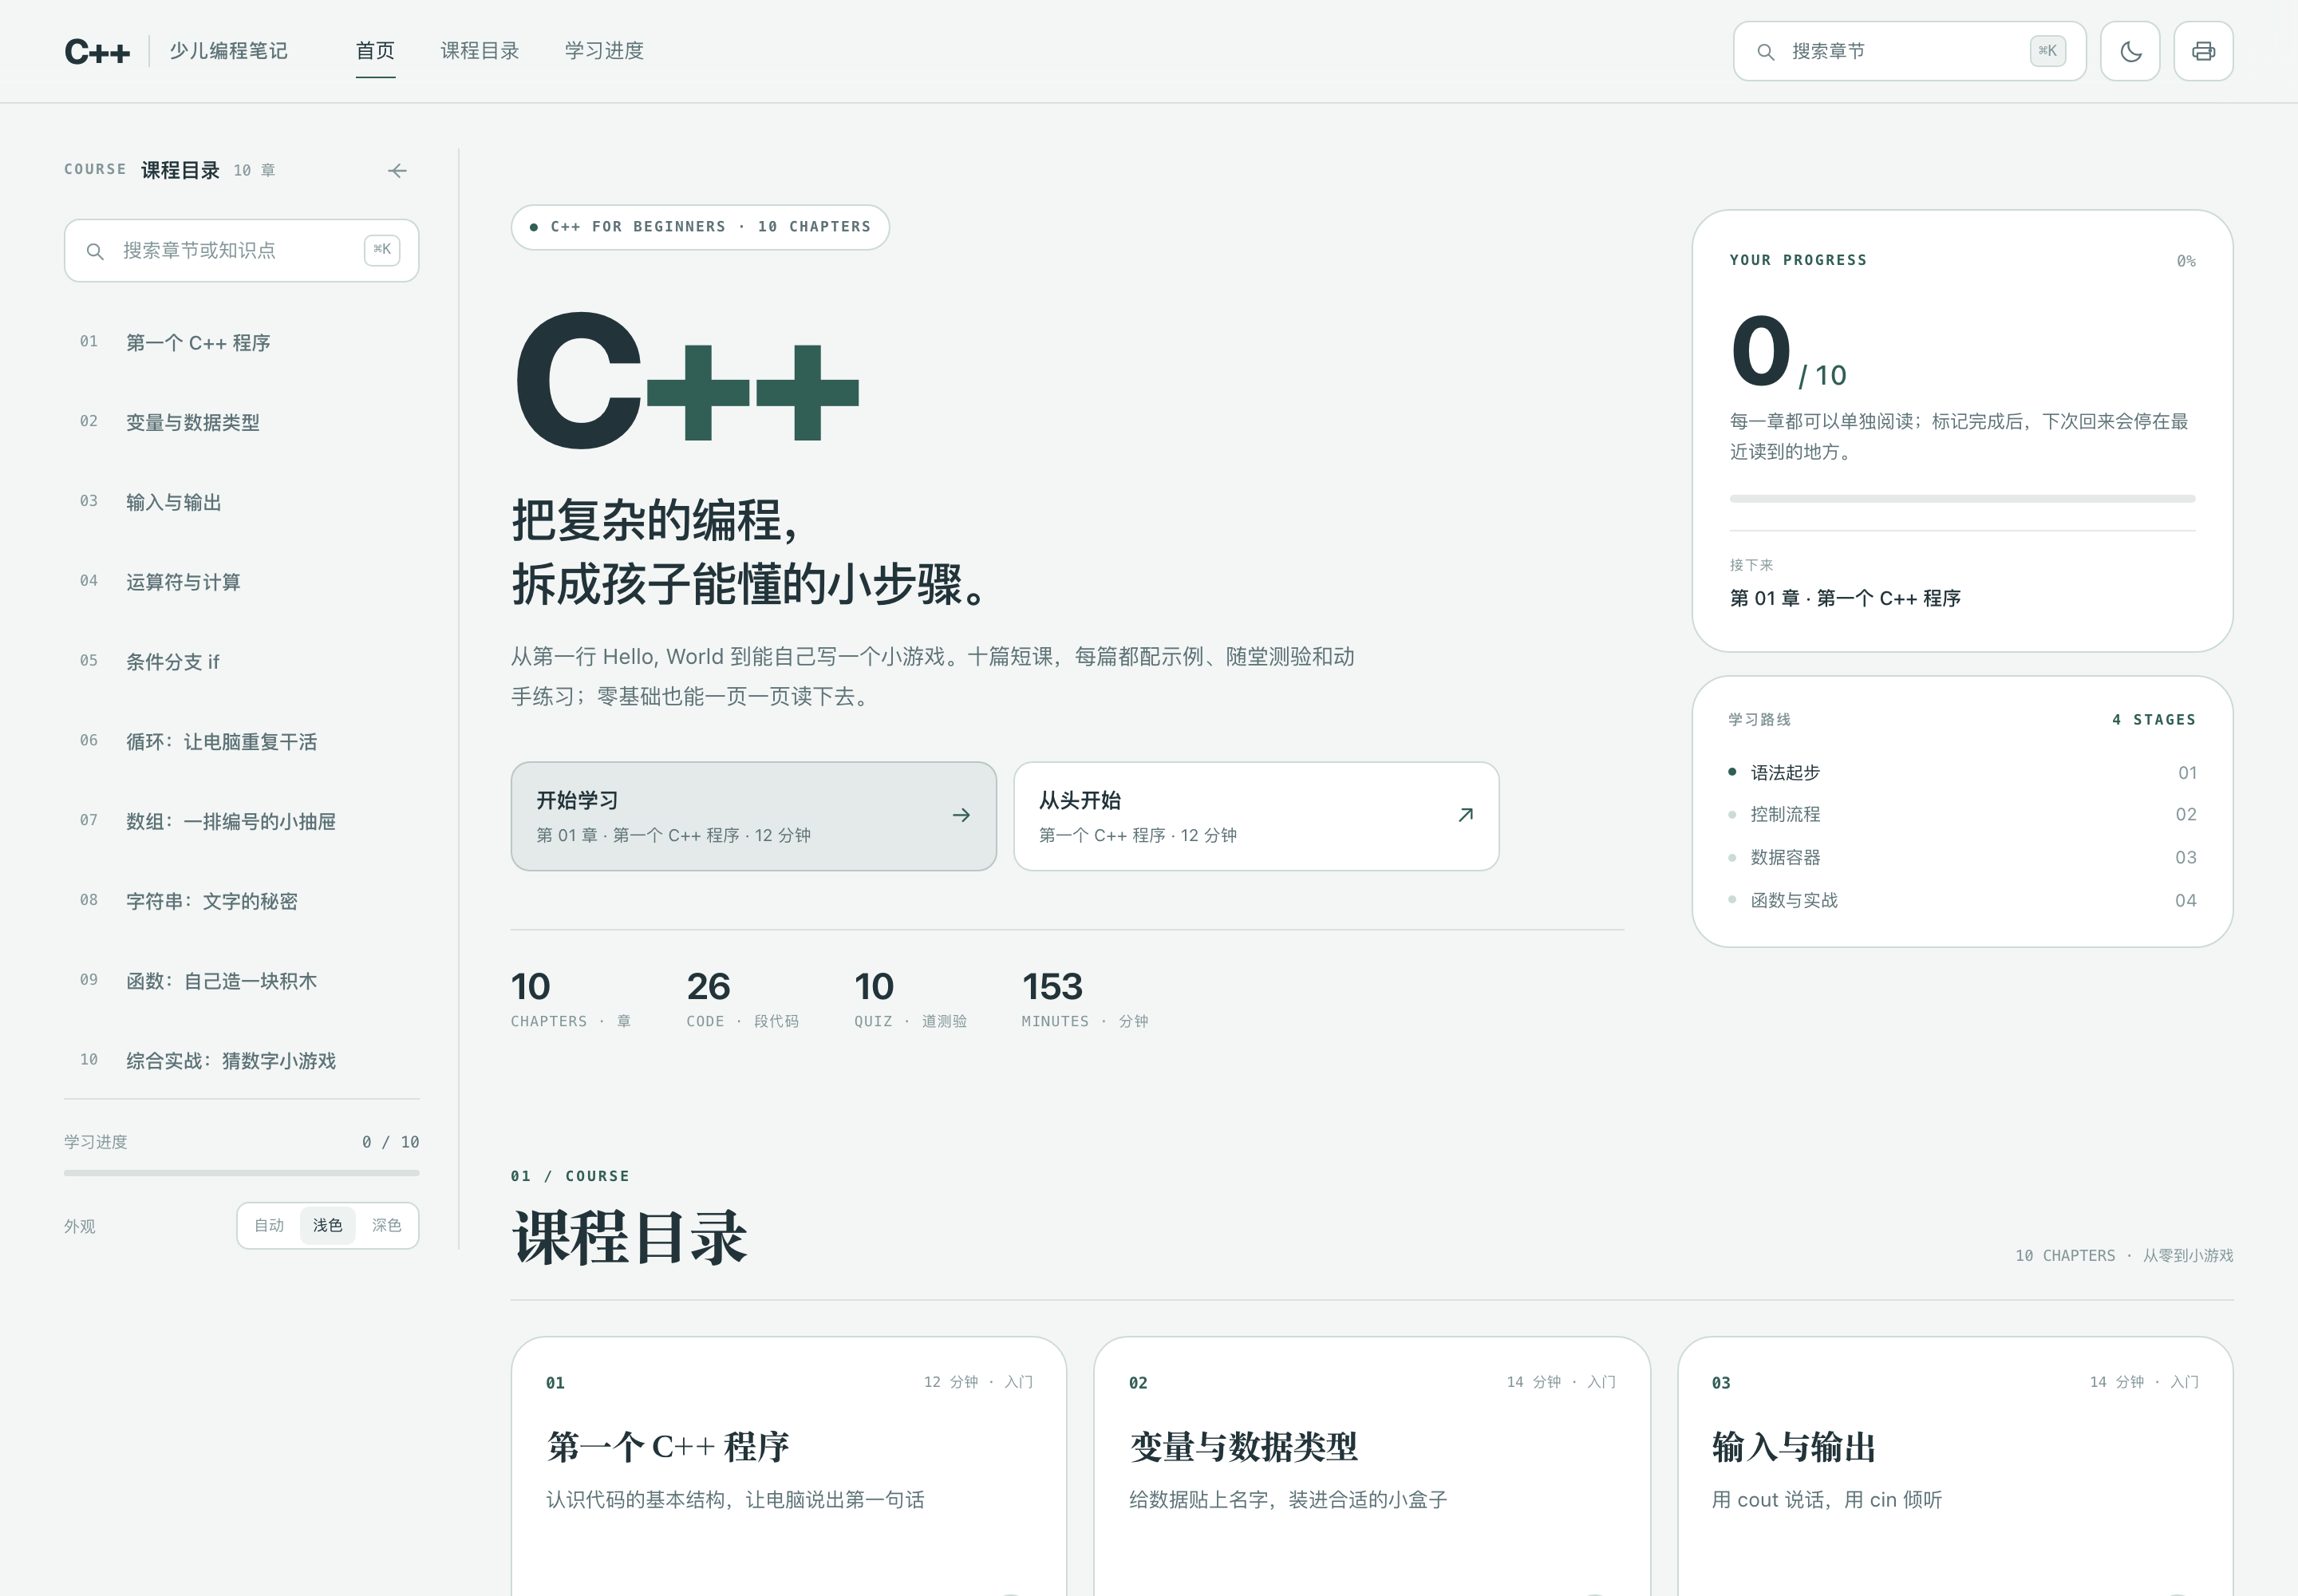 C++ 少儿编程笔记 首页 课程目录 学习进度 搜索章节 ⌘K
COURSE 课程目录 10 章
搜索章节或知识点 ⌘K
01 第一个 C++ 程序
02 变量与数据类型
03 输入与输出
04 运算符与计算
05 条件分支 if
06 循环：让电脑重复干活
07 数组：一排编号的小抽屉
08 字符串：文字的秘密
09 函数：自己造一块积木
10 综合实战：猜数字小游戏
学习进度 0 / 10
外观 自动 浅色 深色
C++ FOR BEGINNERS · 10 CHAPTERS
C++
把复杂的编程，
拆成孩子能懂的小步骤。
从第一行 Hello, World 到能自己写一个小游戏。十篇短课，每篇都配示例、随堂测验和动
手练习；零基础也能一页一页读下去。
开始学习
第 01 章 · 第一个 C++ 程序 · 12 分钟
从头开始
第一个 C++ 程序 · 12 分钟
10 26 10 153
CHAPTERS · 章 CODE · 段代码 QUIZ · 道测验 MINUTES · 分钟
YOUR PROGRESS 0%
0 / 10
每一章都可以单独阅读；标记完成后，下次回来会停在最
近读到的地方。
接下来
第 01 章 · 第一个 C++ 程序
学习路线 4 STAGES
语法起步 01
控制流程 02
数据容器 03
函数与实战 04
01 / COURSE
课程目录
10 CHAPTERS · 从零到小游戏
01 12 分钟 · 入门
第一个 C++ 程序
认识代码的基本结构，让电脑说出第一句话
02 14 分钟 · 入门
变量与数据类型
给数据贴上名字，装进合适的小盒子
03 14 分钟 · 入门
输入与输出
用 cout 说话，用 cin 倾听